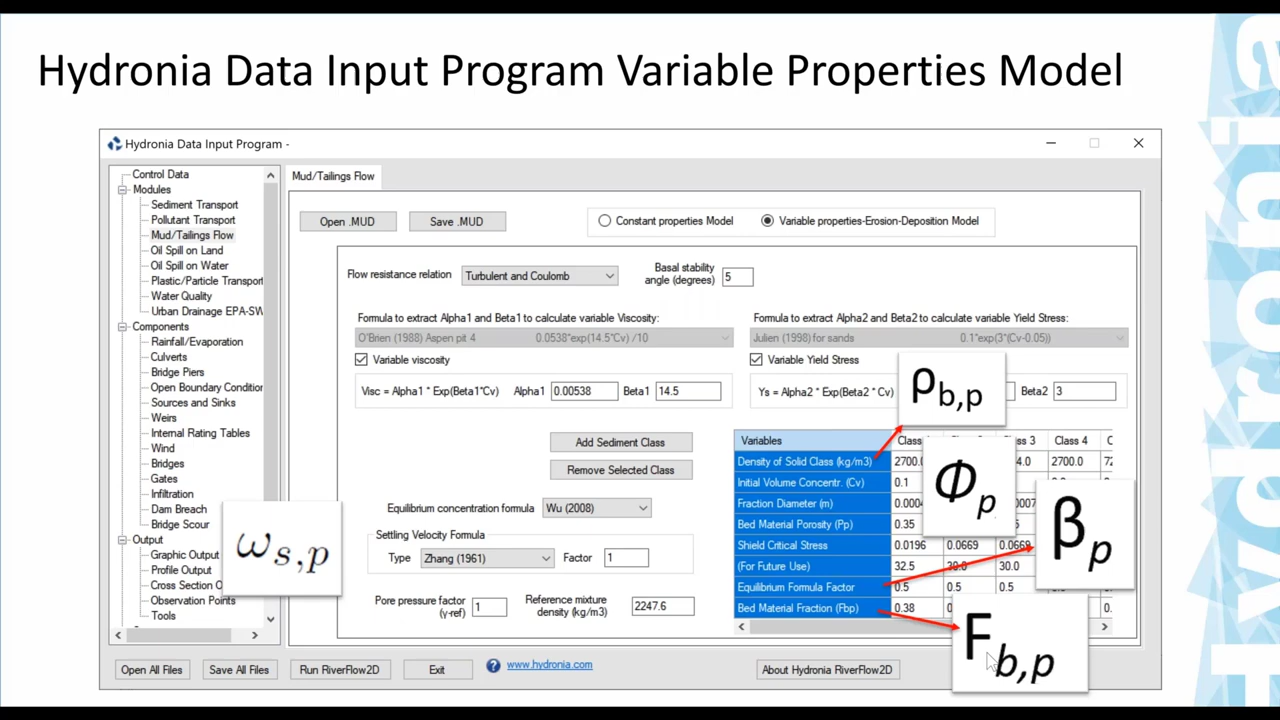 Hydronia Data Input Program Variable Properties Model
Hydronia Data Input Program -
Control Data
Modules
Sediment Transport
Pollutant Transport
Mud/Tailings Flow
Oil Spill on Land
Oil Spill on Water
Plastic/Particle Transport
Water Quality
Urban Drainage EPA-SW
Components
Rainfall/Evaporation
Culverts
Bridge Piers
Open Boundary Condition
Sources and Sinks
Weirs
Internal Rating Tables
Wind
Bridges
Gates
Infiltration
Dam Breach
Bridge Scour
Output
Graphic Output
Profile Output
Cross Section O
Observation Points
Tools
Mud/Tailings Flow
Open .MUD Save .MUD Constant properties Model Variable properties-Erosion-Deposition Model
Flow resistance relation Turbulent and Coulomb Basal stability angle (degrees) 5
Formula to extract Alpha1 and Beta1 to calculate variable Viscosity:
O'Brien (1988) Aspen pit 4 0.0538*exp(14.5*Cv) /10
Variable viscosity
Visc = Alpha1 * Exp(Beta1*Cv) Alpha1 0.00538 Beta1 14.5
Formula to extract Alpha2 and Beta2 to calculate variable Yield Stress:
Julien (1998) for sands 0.1*exp(3*(Cv-0.05))
Variable Yield Stress
Ys = Alpha2 * Exp(Beta2 * Cv) Beta2 3
Add Sediment Class
Remove Selected Class
Equilibrium concentration formula Wu (2008)
Settling Velocity Formula
Type Zhang (1961) Factor 1
Pore pressure factor (γ-ref) 1 Reference mixture density (kg/m3) 2247.6
Variables Class s 3 Class 4 C
Density of Solid Class (kg/m3) 2700.0 4.0 2700.0 72
Initial Volume Concentr. (Cv) 0.1
Fraction Diameter (m) 0.0004 0007
Bed Material Porosity (Pp) 0.35
Shield Critical Stress 0.0196 0.0669 0.0669
(For Future Use) 32.5 30.0 30.0
Equilibrium Formula Factor 0.5 0.5 0.5
Bed Material Fraction (Fbp) 0.38
ρb,p
Φp
βp
Fb,p
ωs,p
Open All Files Save All Files Run RiverFlow2D Exit www.hydronia.com About Hydronia RiverFlow2D
Hydronia